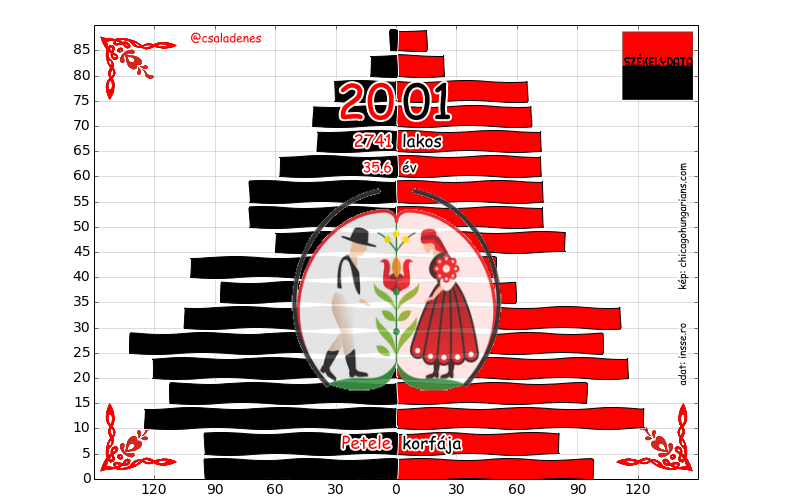 @csaladenes
SZÉKELYDATA
2001
2741 lakos
35.6 év
kép: chicagohungarians.com
adat: insse.ro
Petele korfája
85
80
75
70
65
60
55
50
45
40
35
30
25
20
15
10
5
0
120 90 60 30 0 30 60 90 120